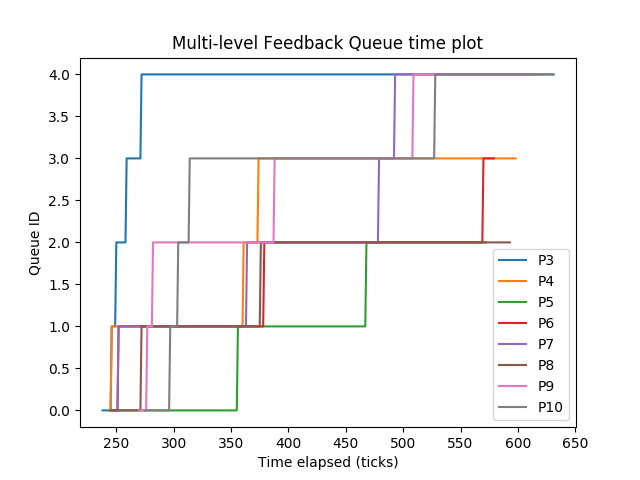 Multi-level Feedback Queue time plot
Queue ID
4.0
3.5
3.0
2.5
2.0
1.5
1.0
0.5
0.0
P3
P4
P5
P6
P7
P8
P9
P10
250 300 350 400 450 500 550 600 650
Time elapsed (ticks)